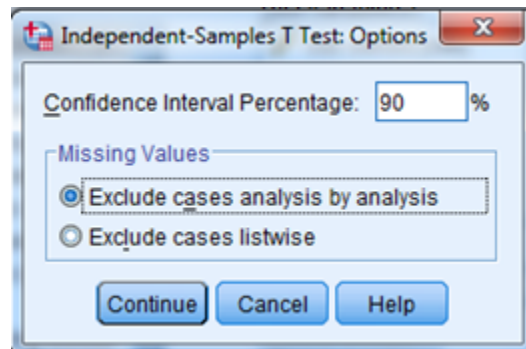 Independent-Samples T Test: Options
Confidence Interval Percentage: 90 %
Missing Values
Exclude cases analysis by analysis
Exclude cases listwise
Continue Cancel Help